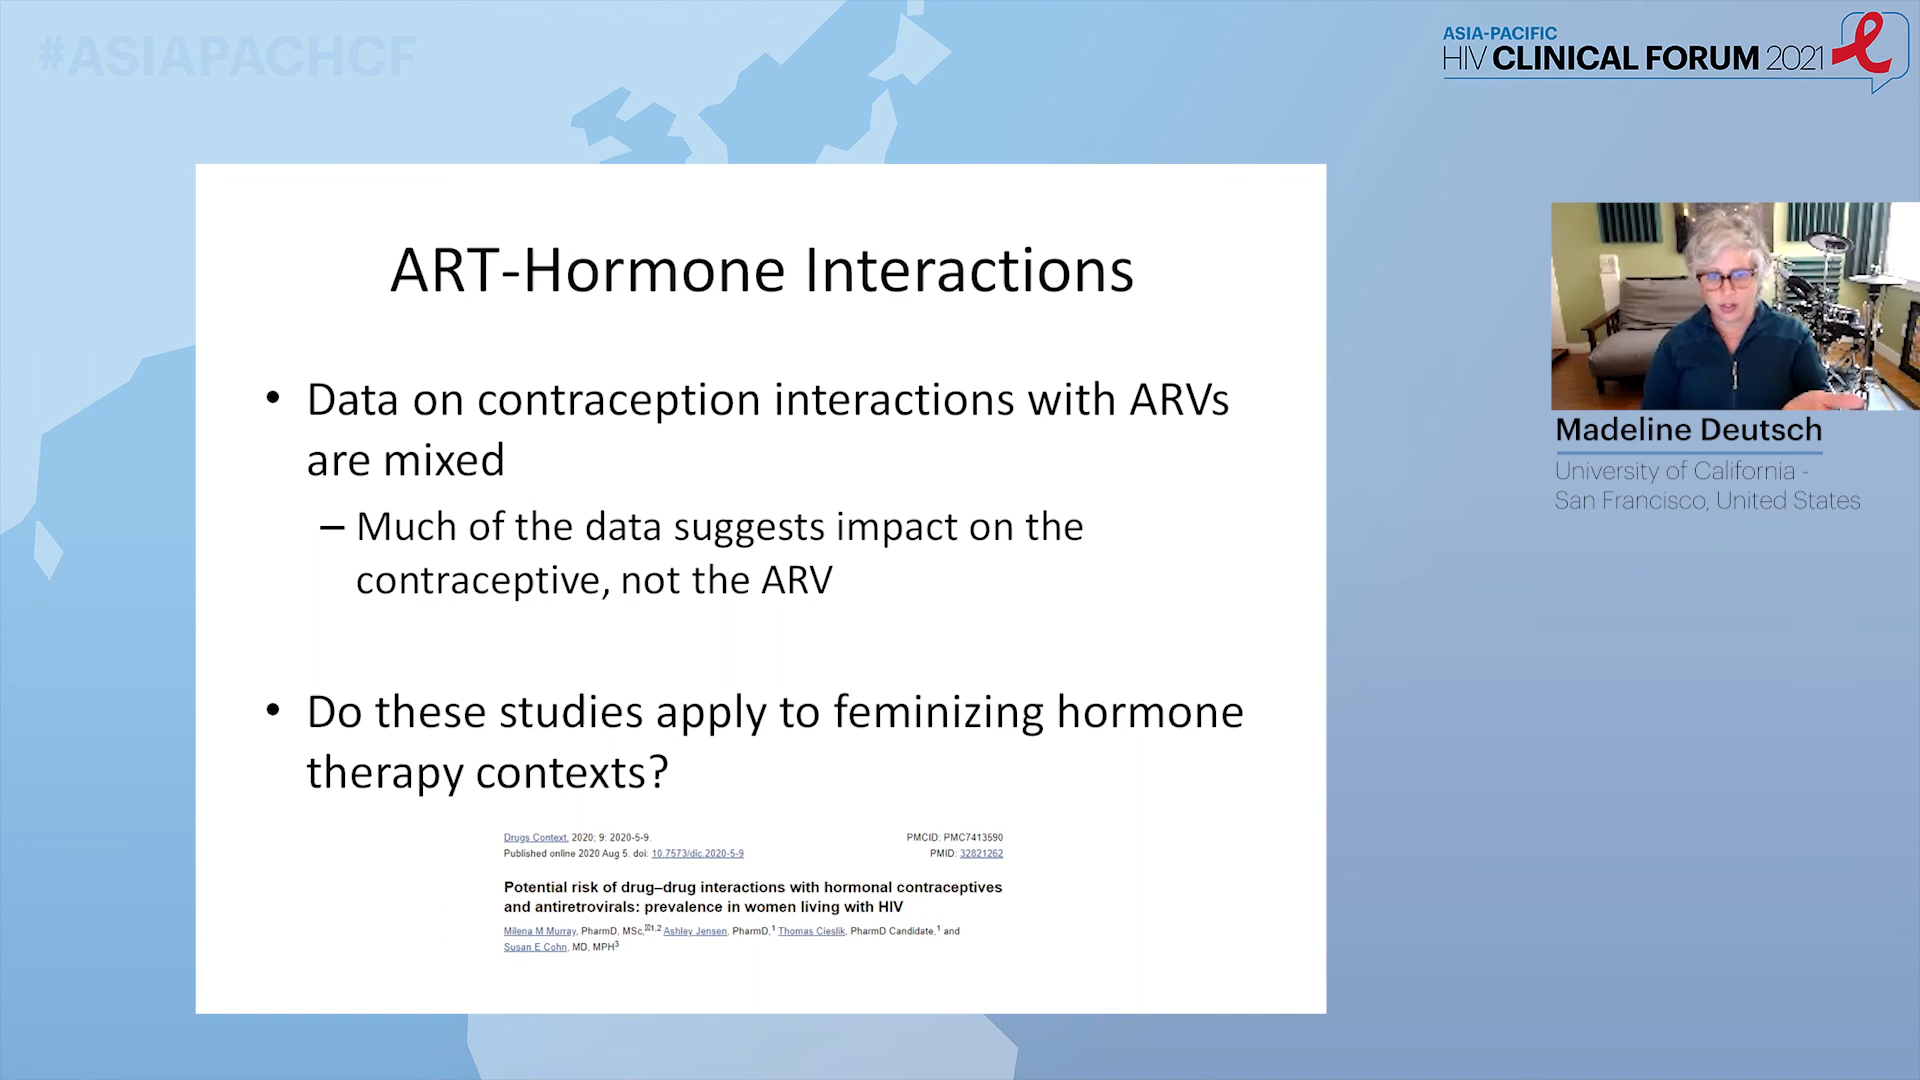 #ASIAPACHCF
ASIA-PACIFIC
HIV CLINICAL FORUM 2021
ART-Hormone Interactions
• Data on contraception interactions with ARVs
are mixed
– Much of the data suggests impact on the
contraceptive, not the ARV
• Do these studies apply to feminizing hormone
therapy contexts?
Drugs Context. 2020; 9: 2020-5-9.
PMCID: PMC7413590
Published online 2020 Aug 5. doi: 10.7573/dic.2020-5-9
PMID: 32821262
Potential risk of drug–drug interactions with hormonal contraceptives
and antiretrovirals: prevalence in women living with HIV
Milena M Murray, PharmD, MSc,1,2 Ashley Jensen, PharmD,1 Thomas Cieslik, PharmD Candidate,1 and
Susan E Cohn, MD, MPH3
Madeline Deutsch
University of California -
San Francisco, United States